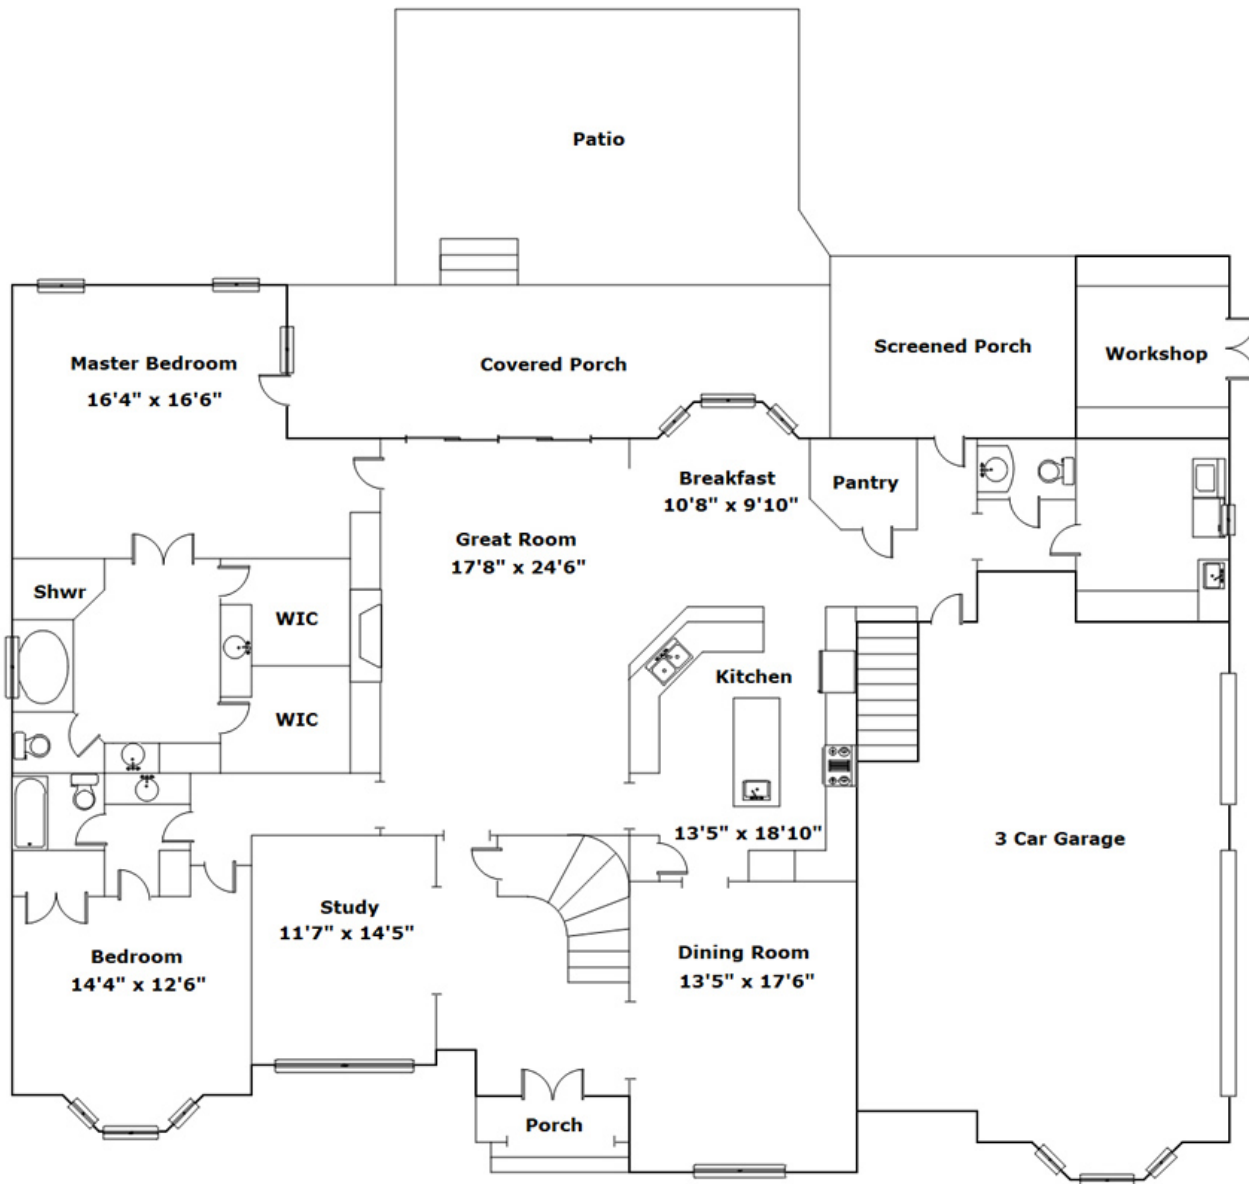 Patio
Master Bedroom
16'4" x 16'6"
Covered Porch
Screened Porch
Workshop
Breakfast
10'8" x 9'10"
Pantry
Great Room
17'8" x 24'6"
Shwr
WIC
Kitchen
WIC
13'5" x 18'10"
3 Car Garage
Study
11'7" x 14'5"
Bedroom
14'4" x 12'6"
Dining Room
13'5" x 17'6"
Porch